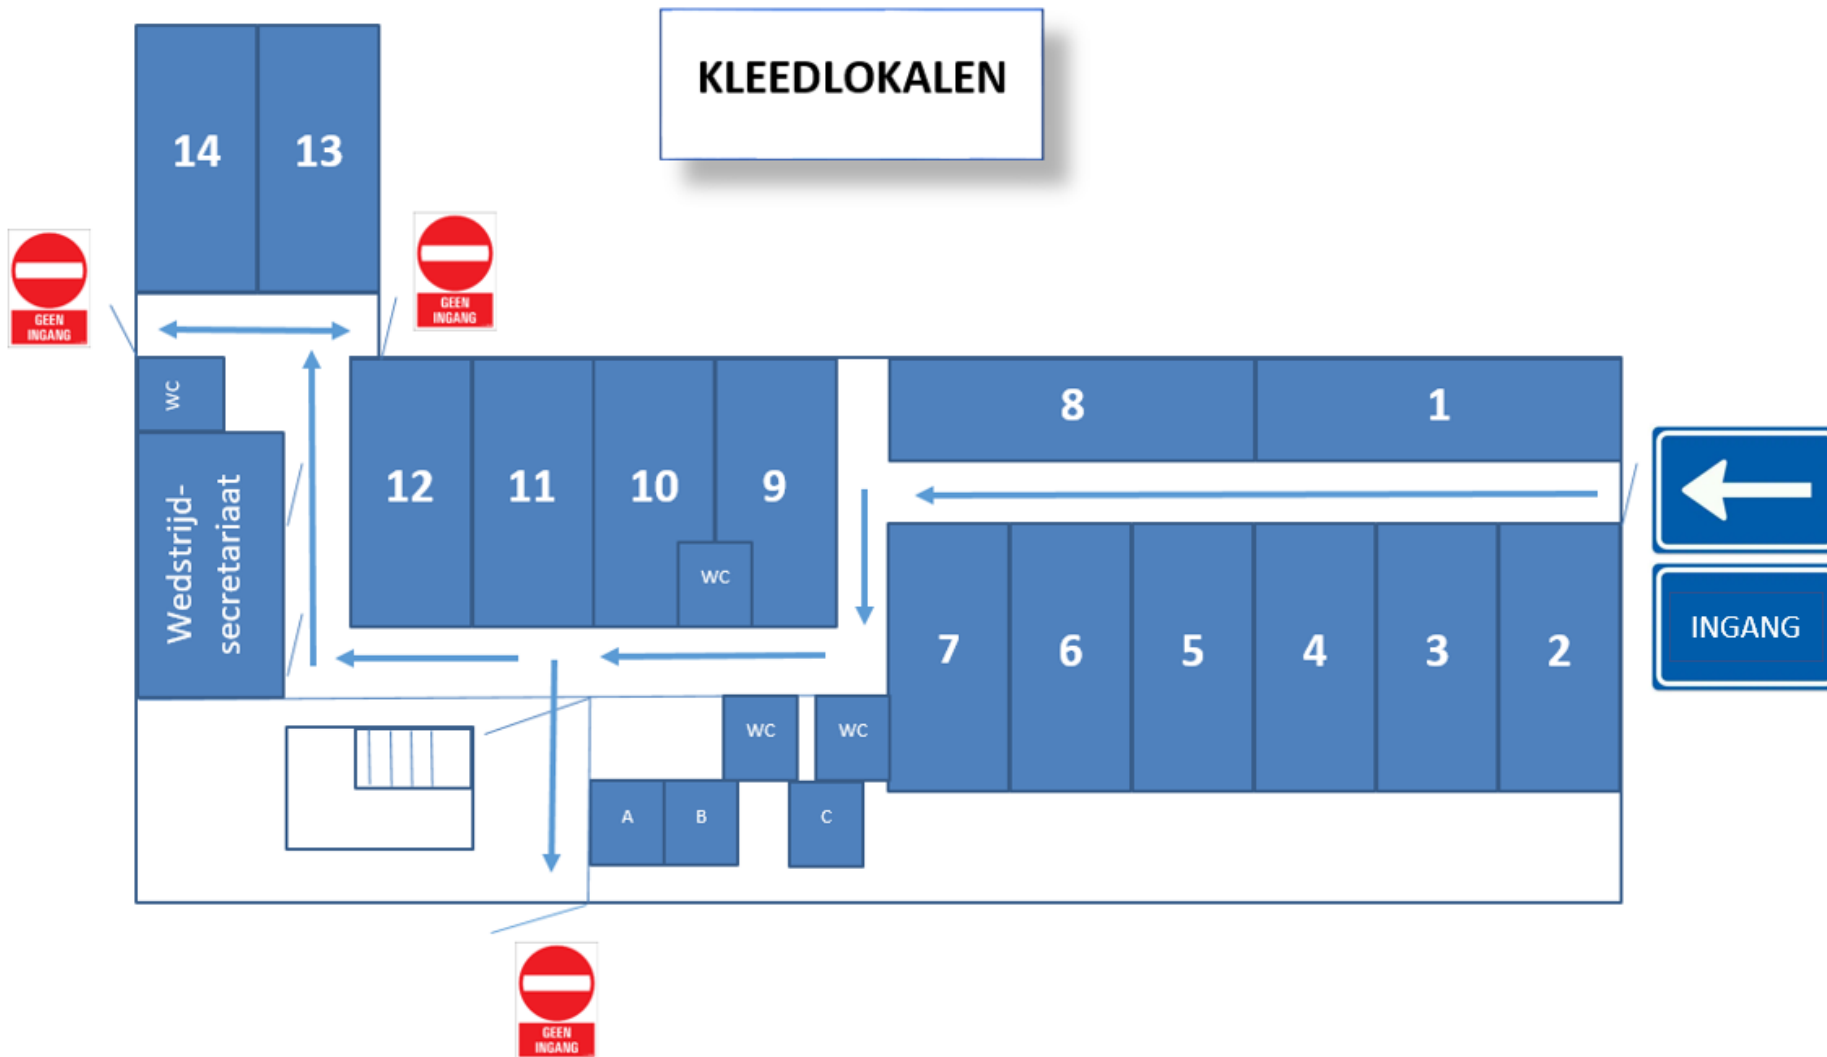 KLEEDLOKALEN
14
13
GEEN
INGANG
GEEN
INGANG
WC
Wedstrijd-
secretariaat
12
11
10
9
WC
8
1
7
6
5
4
3
2
INGANG
WC
WC
A
B
C
GEEN
INGANG